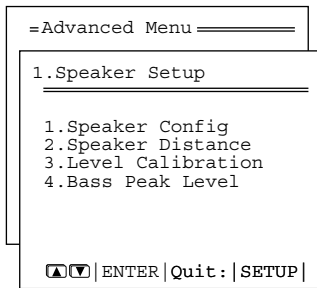 =Advanced Menu
1.Speaker Setup
1.Speaker Config
2.Speaker Distance
3.Level Calibration
4.Bass Peak Level
▲▼|ENTER|Quit:|SETUP|